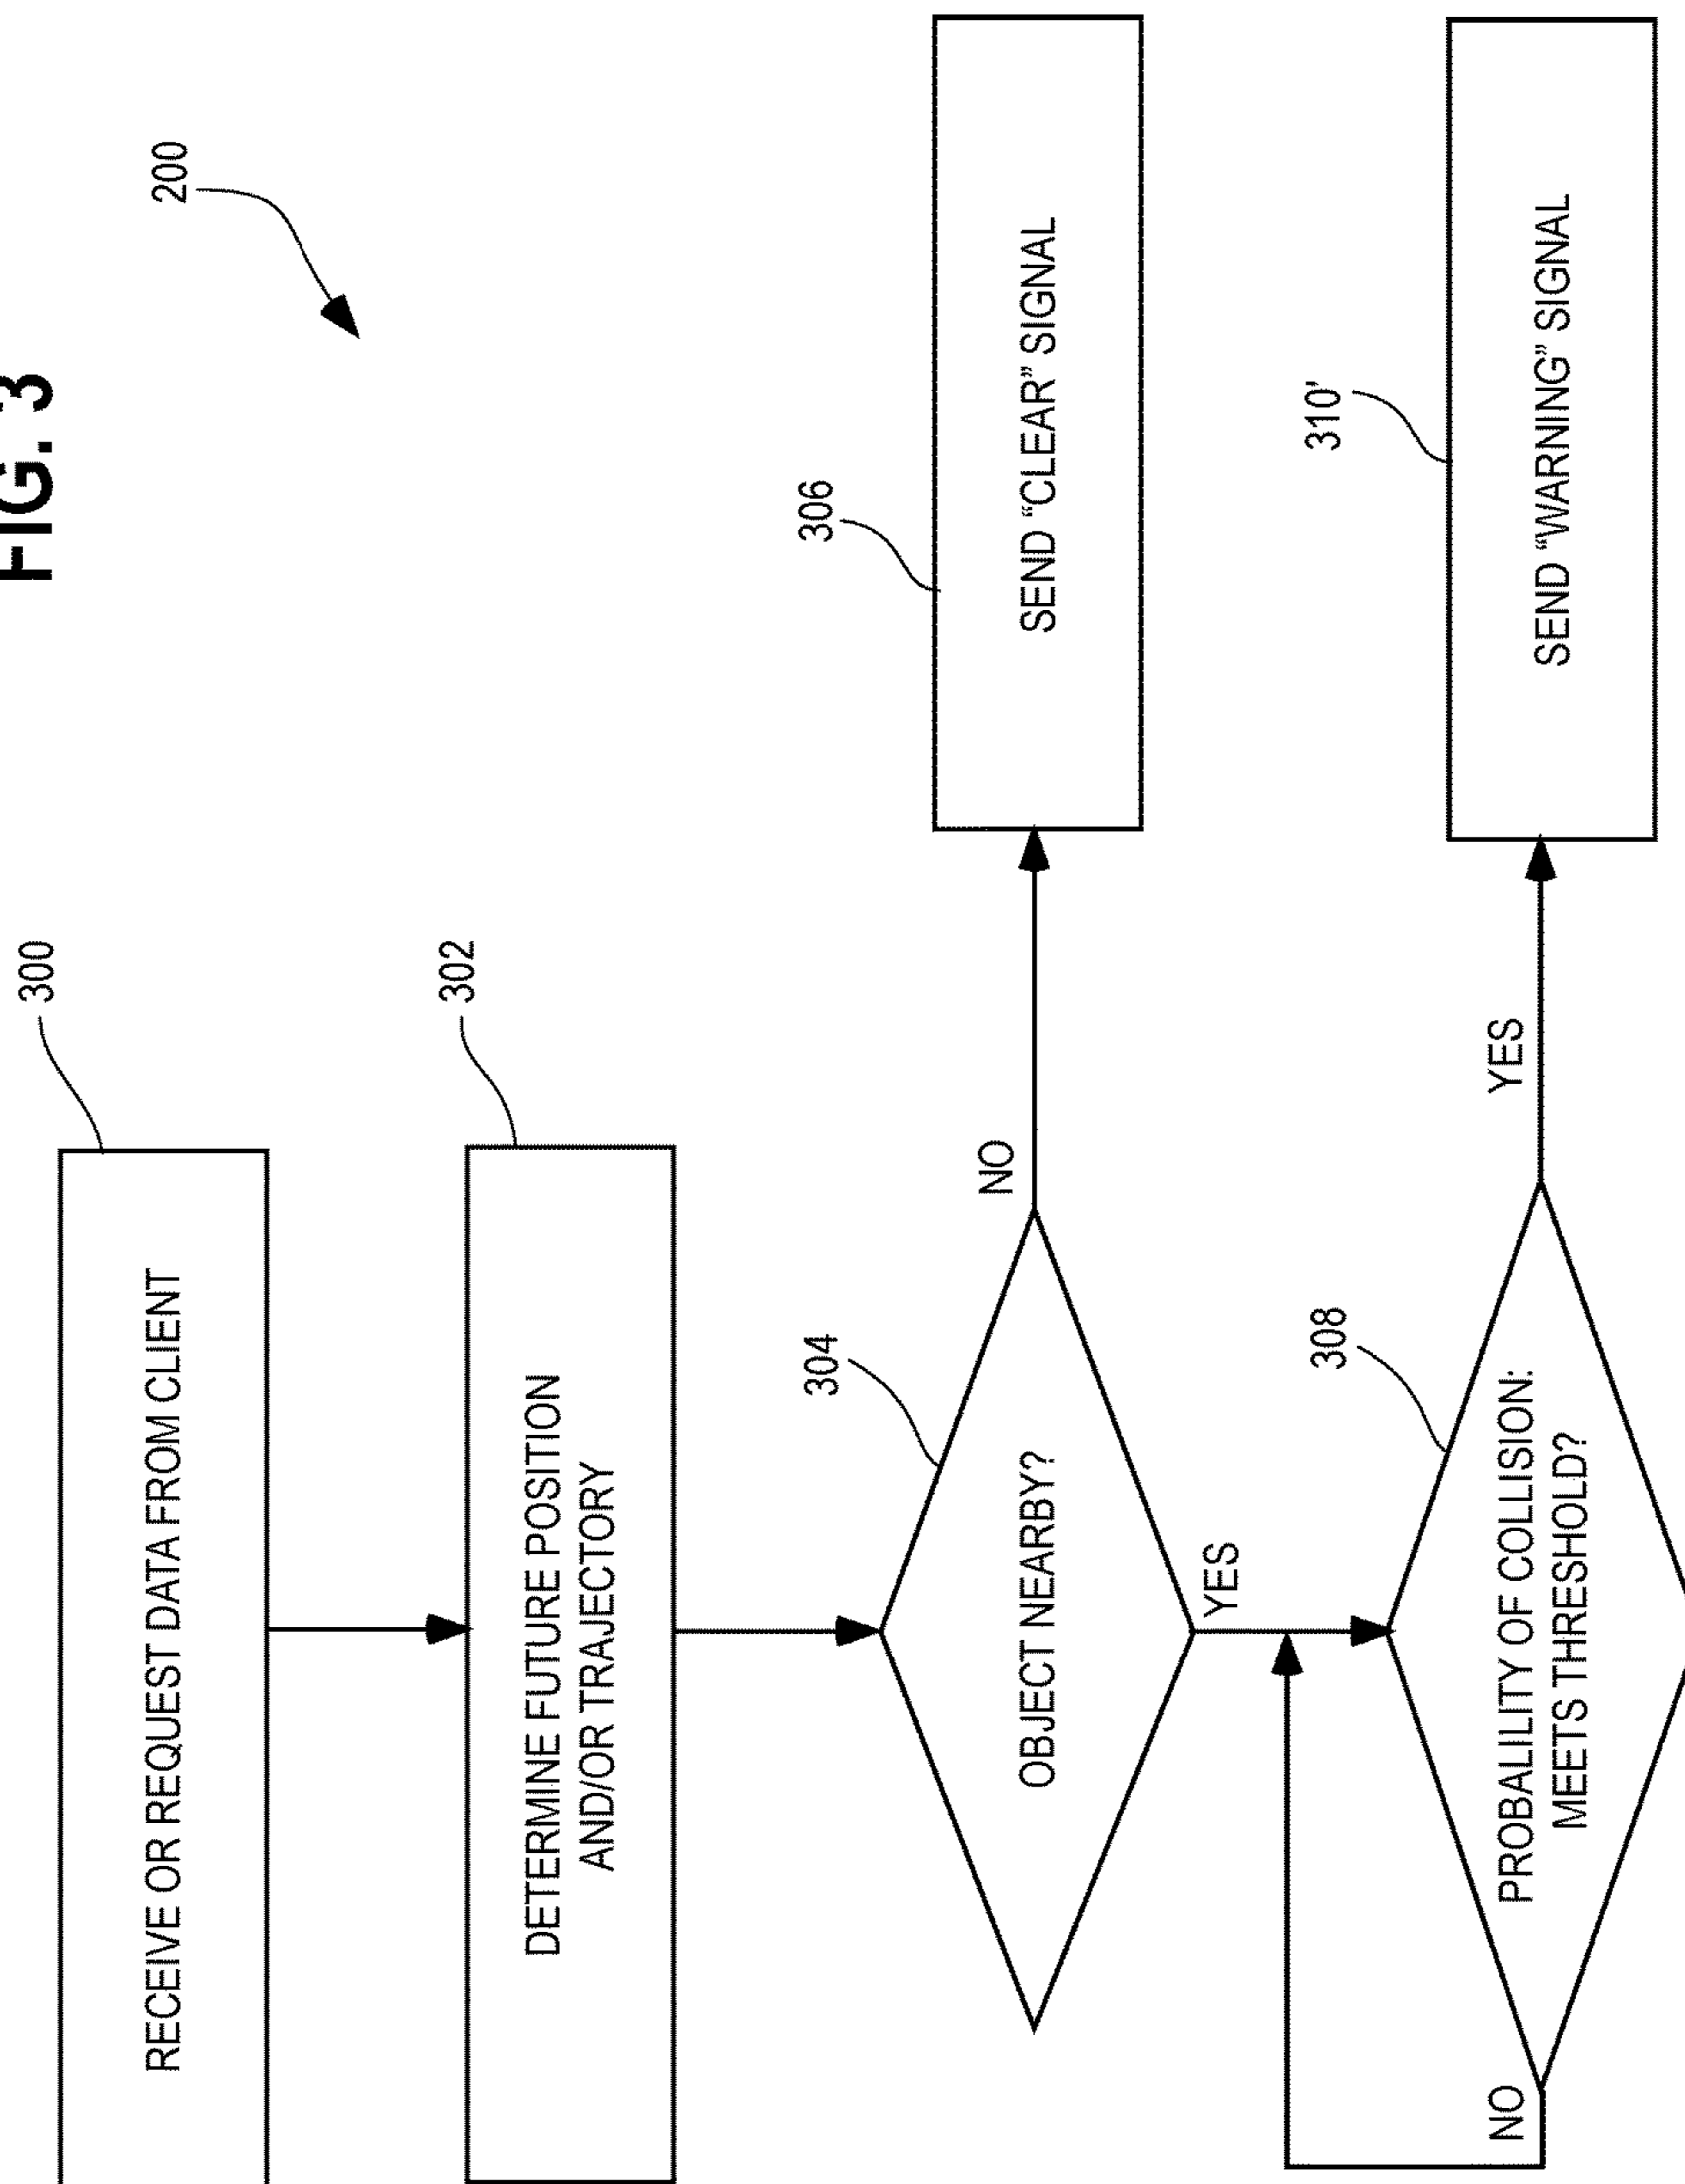 FIG. 3
200
300
RECEIVE OR REQUEST DATA FROM CLIENT
302
DETERMINE FUTURE POSITION
AND/OR TRAJECTORY
304
OBJECT NEARBY?
NO
306
SEND “CLEAR” SIGNAL
YES
308
PROBALILITY OF COLLISION:
MEETS THRESHOLD?
NO
YES
310'
SEND “WARNING” SIGNAL